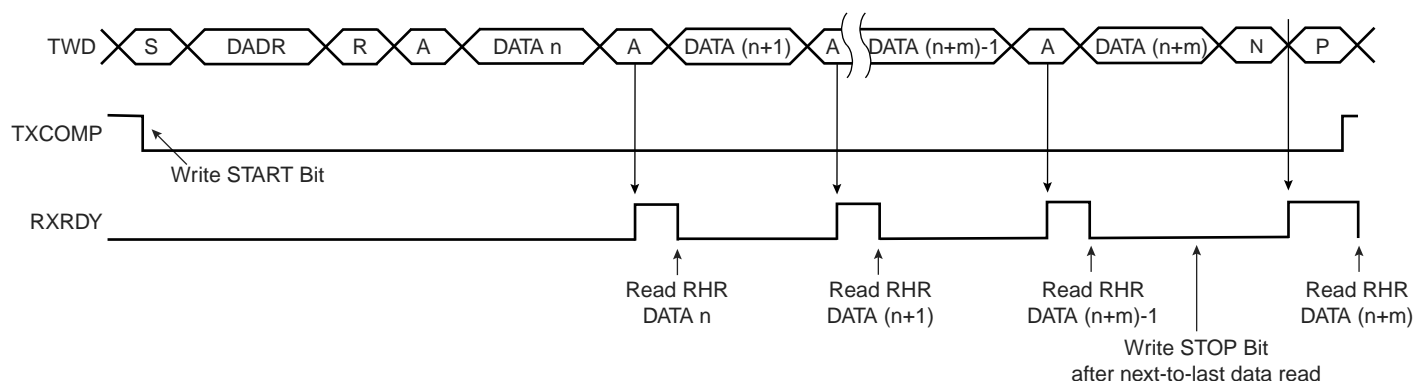 TWD S DADR R A DATA n A DATA (n+1) A DATA (n+m)-1 A DATA (n+m) N P
TXCOMP
Write START Bit
RXRDY
Read RHR
DATA n
Read RHR
DATA (n+1)
Read RHR
DATA (n+m)-1
Read RHR
DATA (n+m)
Write STOP Bit
after next-to-last data read